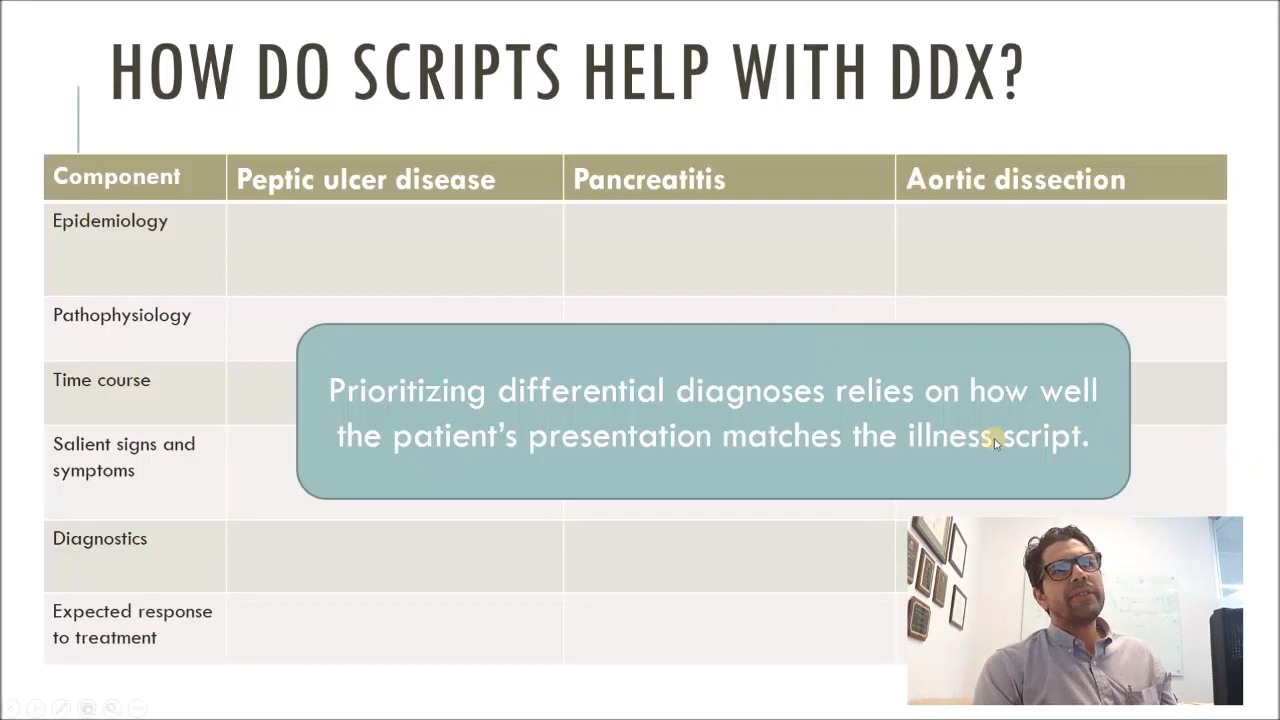 HOW DO SCRIPTS HELP WITH DDX?
Component
Peptic ulcer disease
Pancreatitis
Aortic dissection
Epidemiology
Pathophysiology
Time course
Salient signs and
symptoms
Diagnostics
Expected response
to treatment
Prioritizing differential diagnoses relies on how well
the patient's presentation matches the illness script.